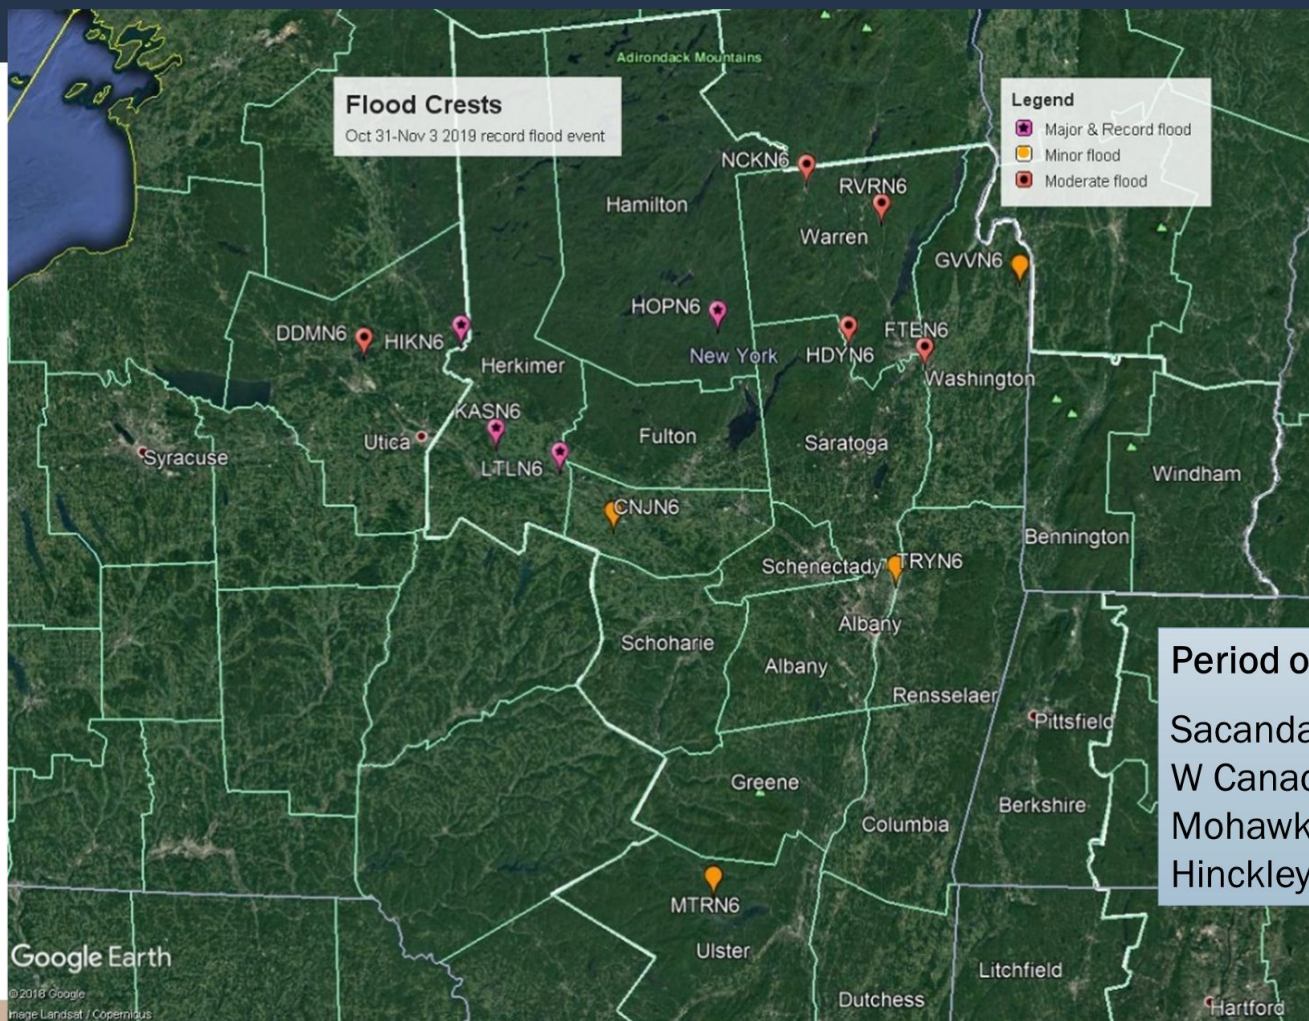 Adirondack Mountains
Flood Crests
Oct 31-Nov 3 2019 record flood event
Legend
Major & Record flood
Minor flood
Moderate flood
NCKN6
RVRN6
Hamilton
Warren
GVVN6
HOPN6
DDMN6
HIKN6
FTEN6
New York
HDYN6
Herkimer
Washington
KASN6
Utica
Fulton
Saratoga
Syracuse
LTLN6
Windham
CNJN6
Bennington
Schenectady
TRYN6
Albany
Schoharie
Albany
Rensselaer
Pittsfield
Period o
Sacanda
W Canad
Mohawk
Hinckley
Greene
Berkshire
Columbia
MTRN6
Ulster
Litchfield
Dutchess
Hartford
Google Earth
©2018 Google
Image Landsat / Copernicus